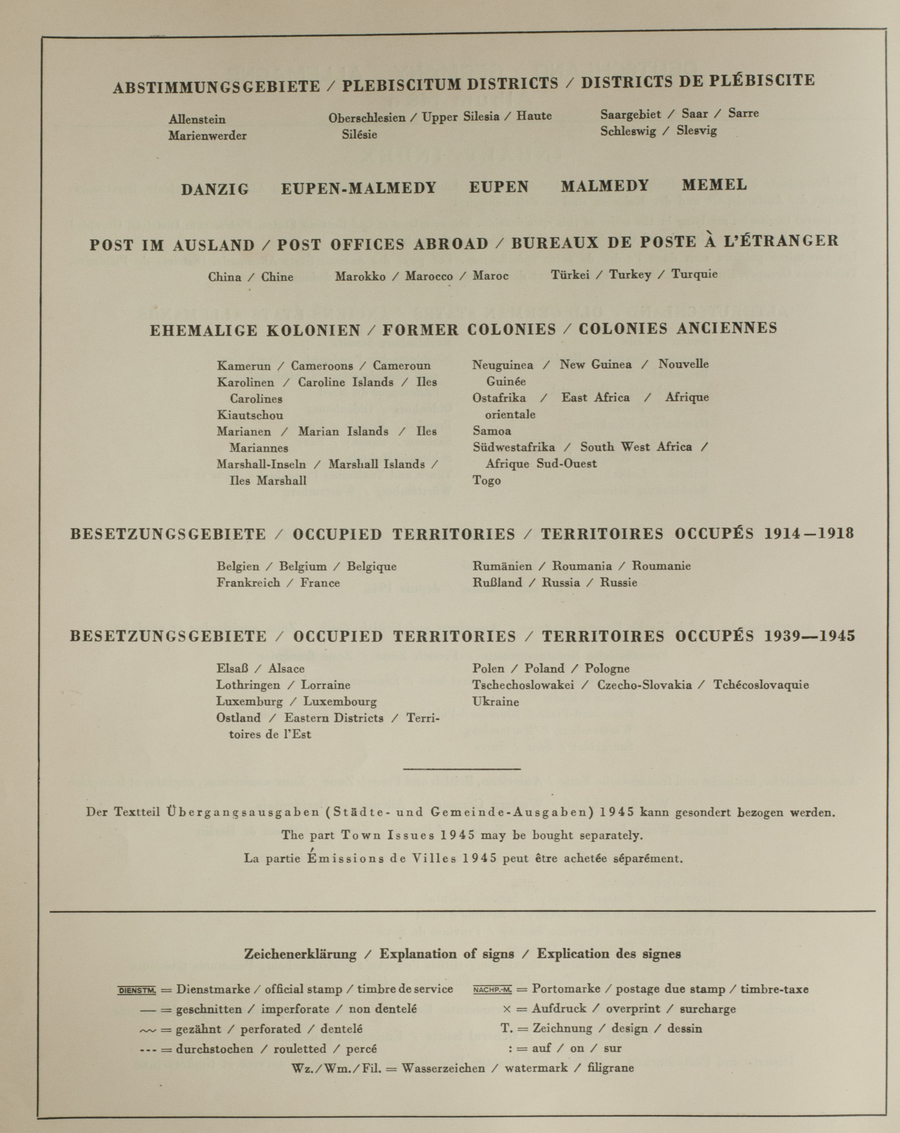 ABSTIMMUNGSGEBIETE / PLEBISCITUM DISTRICTS / DISTRICTS DE PLÉBISCITE
Allenstein
Marienwerder
Oberschlesien / Upper Silesia / Haute
Silésie
Saargebiet / Saar / Sarre
Schleswig / Slesvig
DANZIG EUPEN-MALMEDY EUPEN MALMEDY MEMEL
POST IM AUSLAND / POST OFFICES ABROAD / BUREAUX DE POSTE À L'ÉTRANGER
China / Chine Marokko / Marocco / Maroc Türkei / Turkey / Turquie
EHEMALIGE KOLONIEN / FORMER COLONIES / COLONIES ANCIENNES
Kamerun / Cameroons / Cameroun
Karolinen / Caroline Islands / Iles
Carolines
Kiautschou
Marianen / Marian Islands / Iles
Mariannes
Marshall-Inseln / Marshall Islands /
Iles Marshall
Neuguinea / New Guinea / Nouvelle
Guinée
Ostafrika / East Africa / Afrique
orientale
Samoa
Südwestafrika / South West Africa /
Afrique Sud-Ouest
Togo
BESETZUNGSGEBIETE / OCCUPIED TERRITORIES / TERRITOIRES OCCUPÉS 1914–1918
Belgien / Belgium / Belgique
Frankreich / France
Rumänien / Roumania / Roumanie
Rußland / Russia / Russie
BESETZUNGSGEBIETE / OCCUPIED TERRITORIES / TERRITOIRES OCCUPÉS 1939—1945
Elsaß / Alsace
Lothringen / Lorraine
Luxemburg / Luxembourg
Ostland / Eastern Districts / Terri-
toires de l'Est
Polen / Poland / Pologne
Tschechoslowakei / Czecho-Slovakia / Tchécoslovaquie
Ukraine
Der Textteil Übergangsausgaben (Städte- und Gemeinde-Ausgaben) 1945 kann gesondert bezogen werden.
The part Town Issues 1945 may be bought separately.
La partie Émissions de Villes 1945 peut être achetée séparément.
Zeichenerklärung / Explanation of signs / Explication des signes
DIENSTM. = Dienstmarke / official stamp / timbre de service
— = geschnitten / imperforate / non dentelé
~~ = gezähnt / perforated / dentelé
--- = durchstochen / rouletted / percé
NACHP.-M. = Portomarke / postage due stamp / timbre-taxe
× = Aufdruck / overprint / surcharge
T. = Zeichnung / design / dessin
: = auf / on / sur
Wz./Wm./Fil. = Wasserzeichen / watermark / filigrane